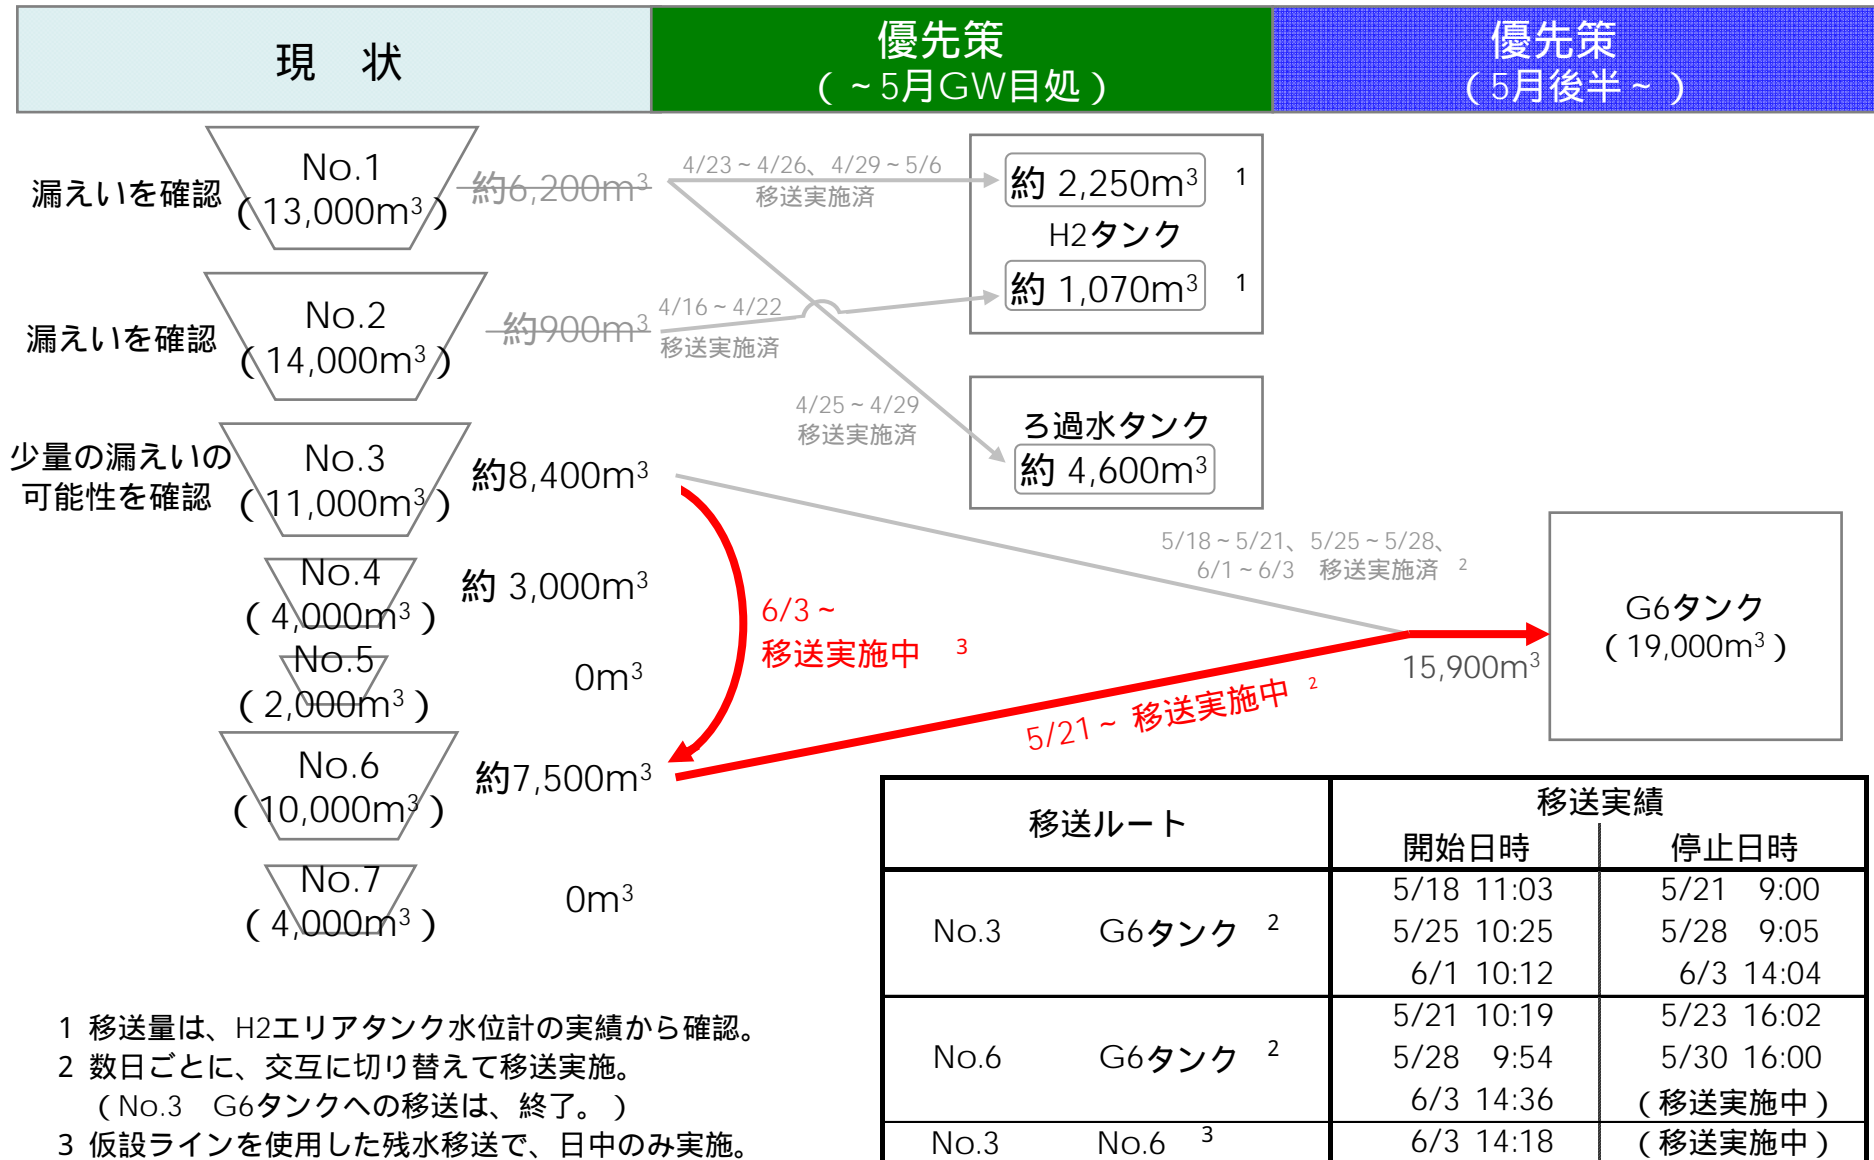 現 状
優先策
(~5月GW目処)
優先策
(5月後半~)
漏えいを確認
No.1
(13,000m³)
約6,200m³
4/23~4/26、4/29~5/6
移送実施済
約 2,250m³ 1
H2タンク
約 1,070m³ 1
漏えいを確認
No.2
(14,000m³)
約900m³
4/16~4/22
移送実施済
4/25~4/29
移送実施済
ろ過水タンク
約 4,600m³
少量の漏えいの
可能性を確認
No.3
(11,000m³)
約8,400m³
5/18~5/21、5/25~5/28、
6/1~6/3 移送実施済 2
No.4
(4,000m³)
約 3,000m³
6/3~
移送実施中 3
G6タンク
(19,000m³)
15,900m³
No.5
(2,000m³)
0m³
5/21~ 移送実施中 2
No.6
(10,000m³)
約7,500m³
No.7
(4,000m³)
0m³
移送ルート 移送実績
開始日時 停止日時
No.3 G6タンク 2
5/18 11:03 5/21 9:00
5/25 10:25 5/28 9:05
6/1 10:12 6/3 14:04
No.6 G6タンク 2
5/21 10:19 5/23 16:02
5/28 9:54 5/30 16:00
6/3 14:36 (移送実施中)
No.3 No.6 3 6/3 14:18 (移送実施中)
1 移送量は、H2エリアタンク水位計の実績から確認。
2 数日ごとに、交互に切り替えて移送実施。
(No.3 G6タンクへの移送は、終了。)
3 仮設ラインを使用した残水移送で、日中のみ実施。